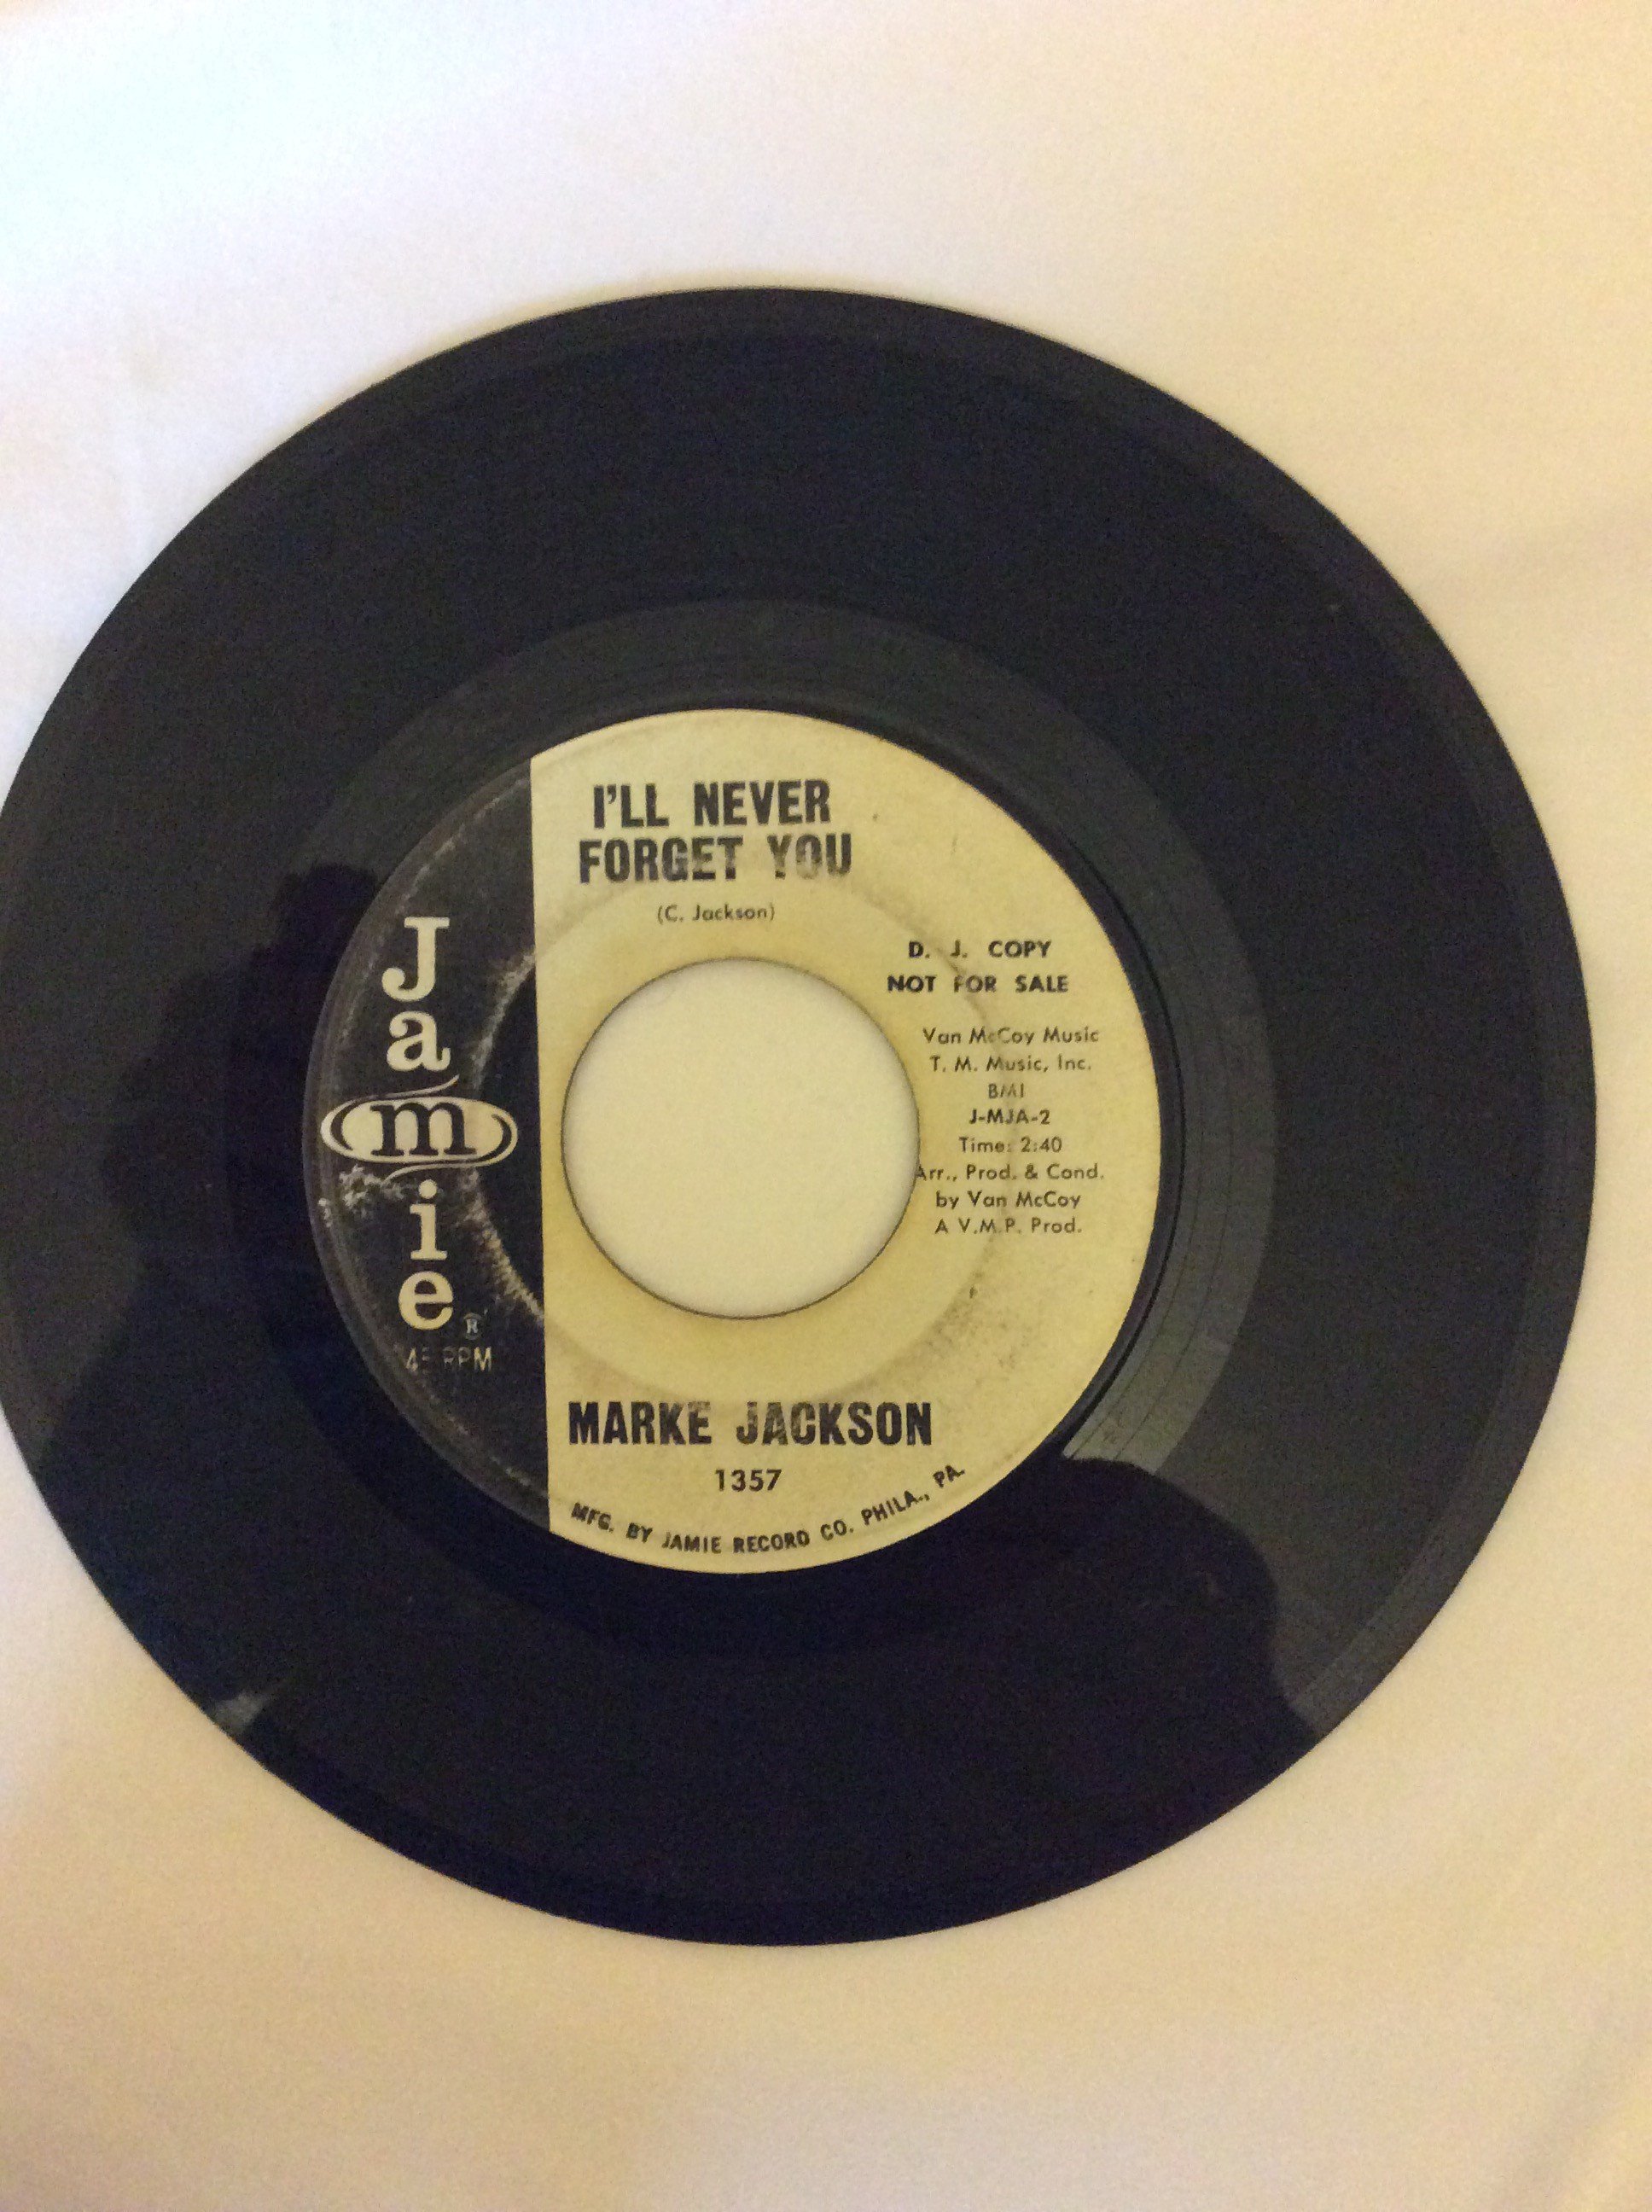 I'LL NEVER
FORGET YOU
(C. Jackson)
D. J. COPY
NOT FOR SALE
Van McCoy Music
T. M. Music, Inc.
BMI
J-MJA-2
Time: 2:40
Arr., Prod. & Cond.
by Van McCoy
A V.M.P. Prod.
Jamie ®
45 RPM
MARKE JACKSON
1357
MFG. BY JAMIE RECORD CO. PHILA., PA.